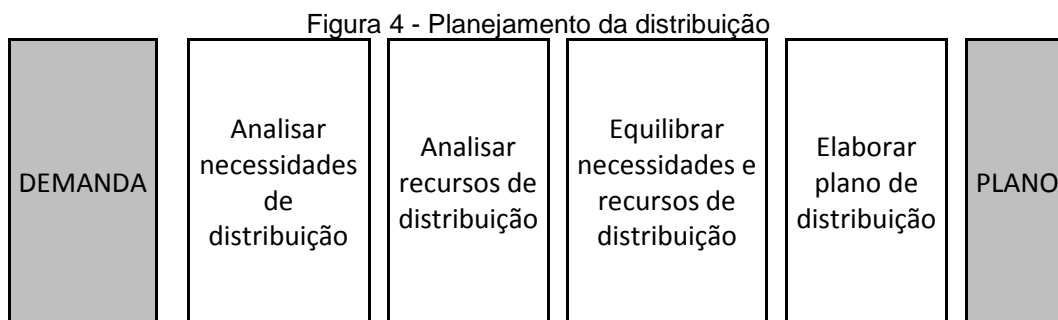 Figura 4 - Planejamento da distribuição
DEMANDA
Analisar
necessidades
de
distribuição
Analisar
recursos de
distribuição
Equilibrar
necessidades e
recursos de
distribuição
Elaborar
plano de
distribuição
PLANO